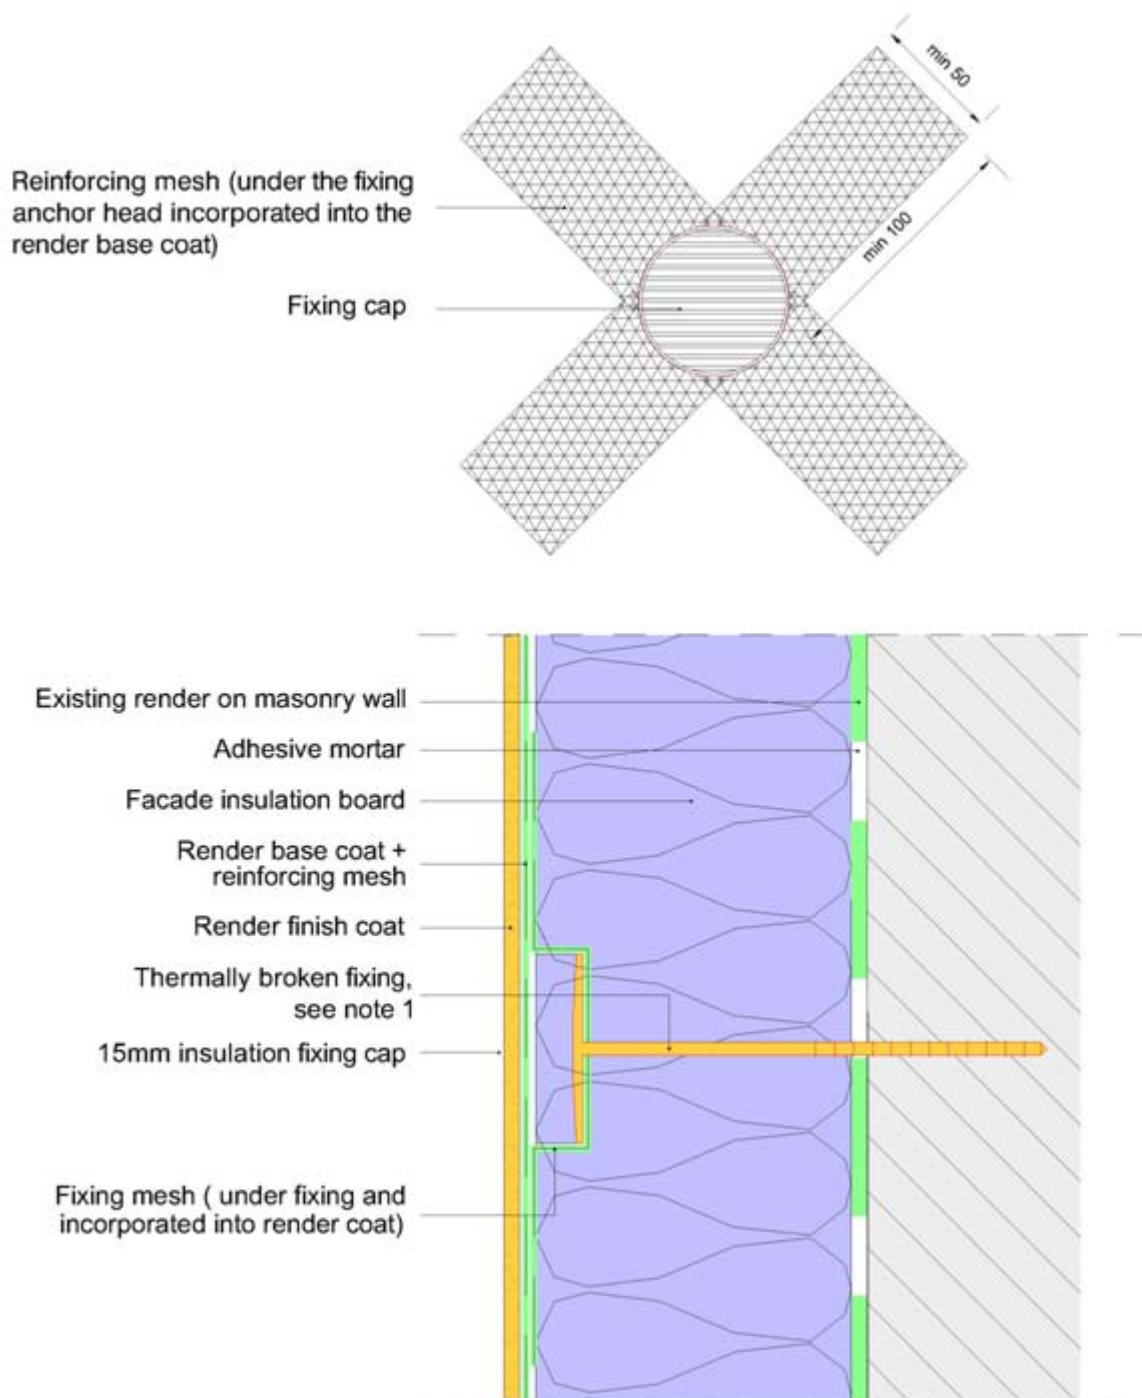 min 50
Reinforcing mesh (under the fixing
anchor head incorporated into the
render base coat)
min 100
Fixing cap
Existing render on masonry wall
Adhesive mortar
Facade insulation board
Render base coat +
reinforcing mesh
Render finish coat
Thermally broken fixing,
see note 1
15mm insulation fixing cap
Fixing mesh ( under fixing and
incorporated into render coat)